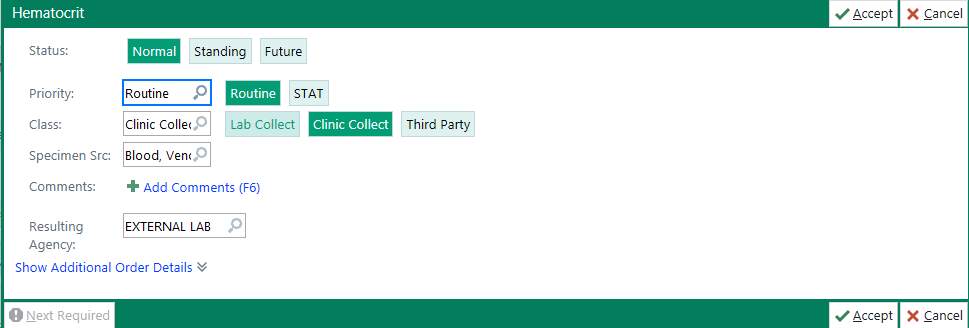 Hematocrit Accept Cancel
Status: Normal Standing Future
Priority: Routine Routine STAT
Class: Clinic Collec Lab Collect Clinic Collect Third Party
Specimen Src: Blood, Veno
Comments: Add Comments (F6)
Resulting Agency: EXTERNAL LAB
Show Additional Order Details
Next Required Accept Cancel